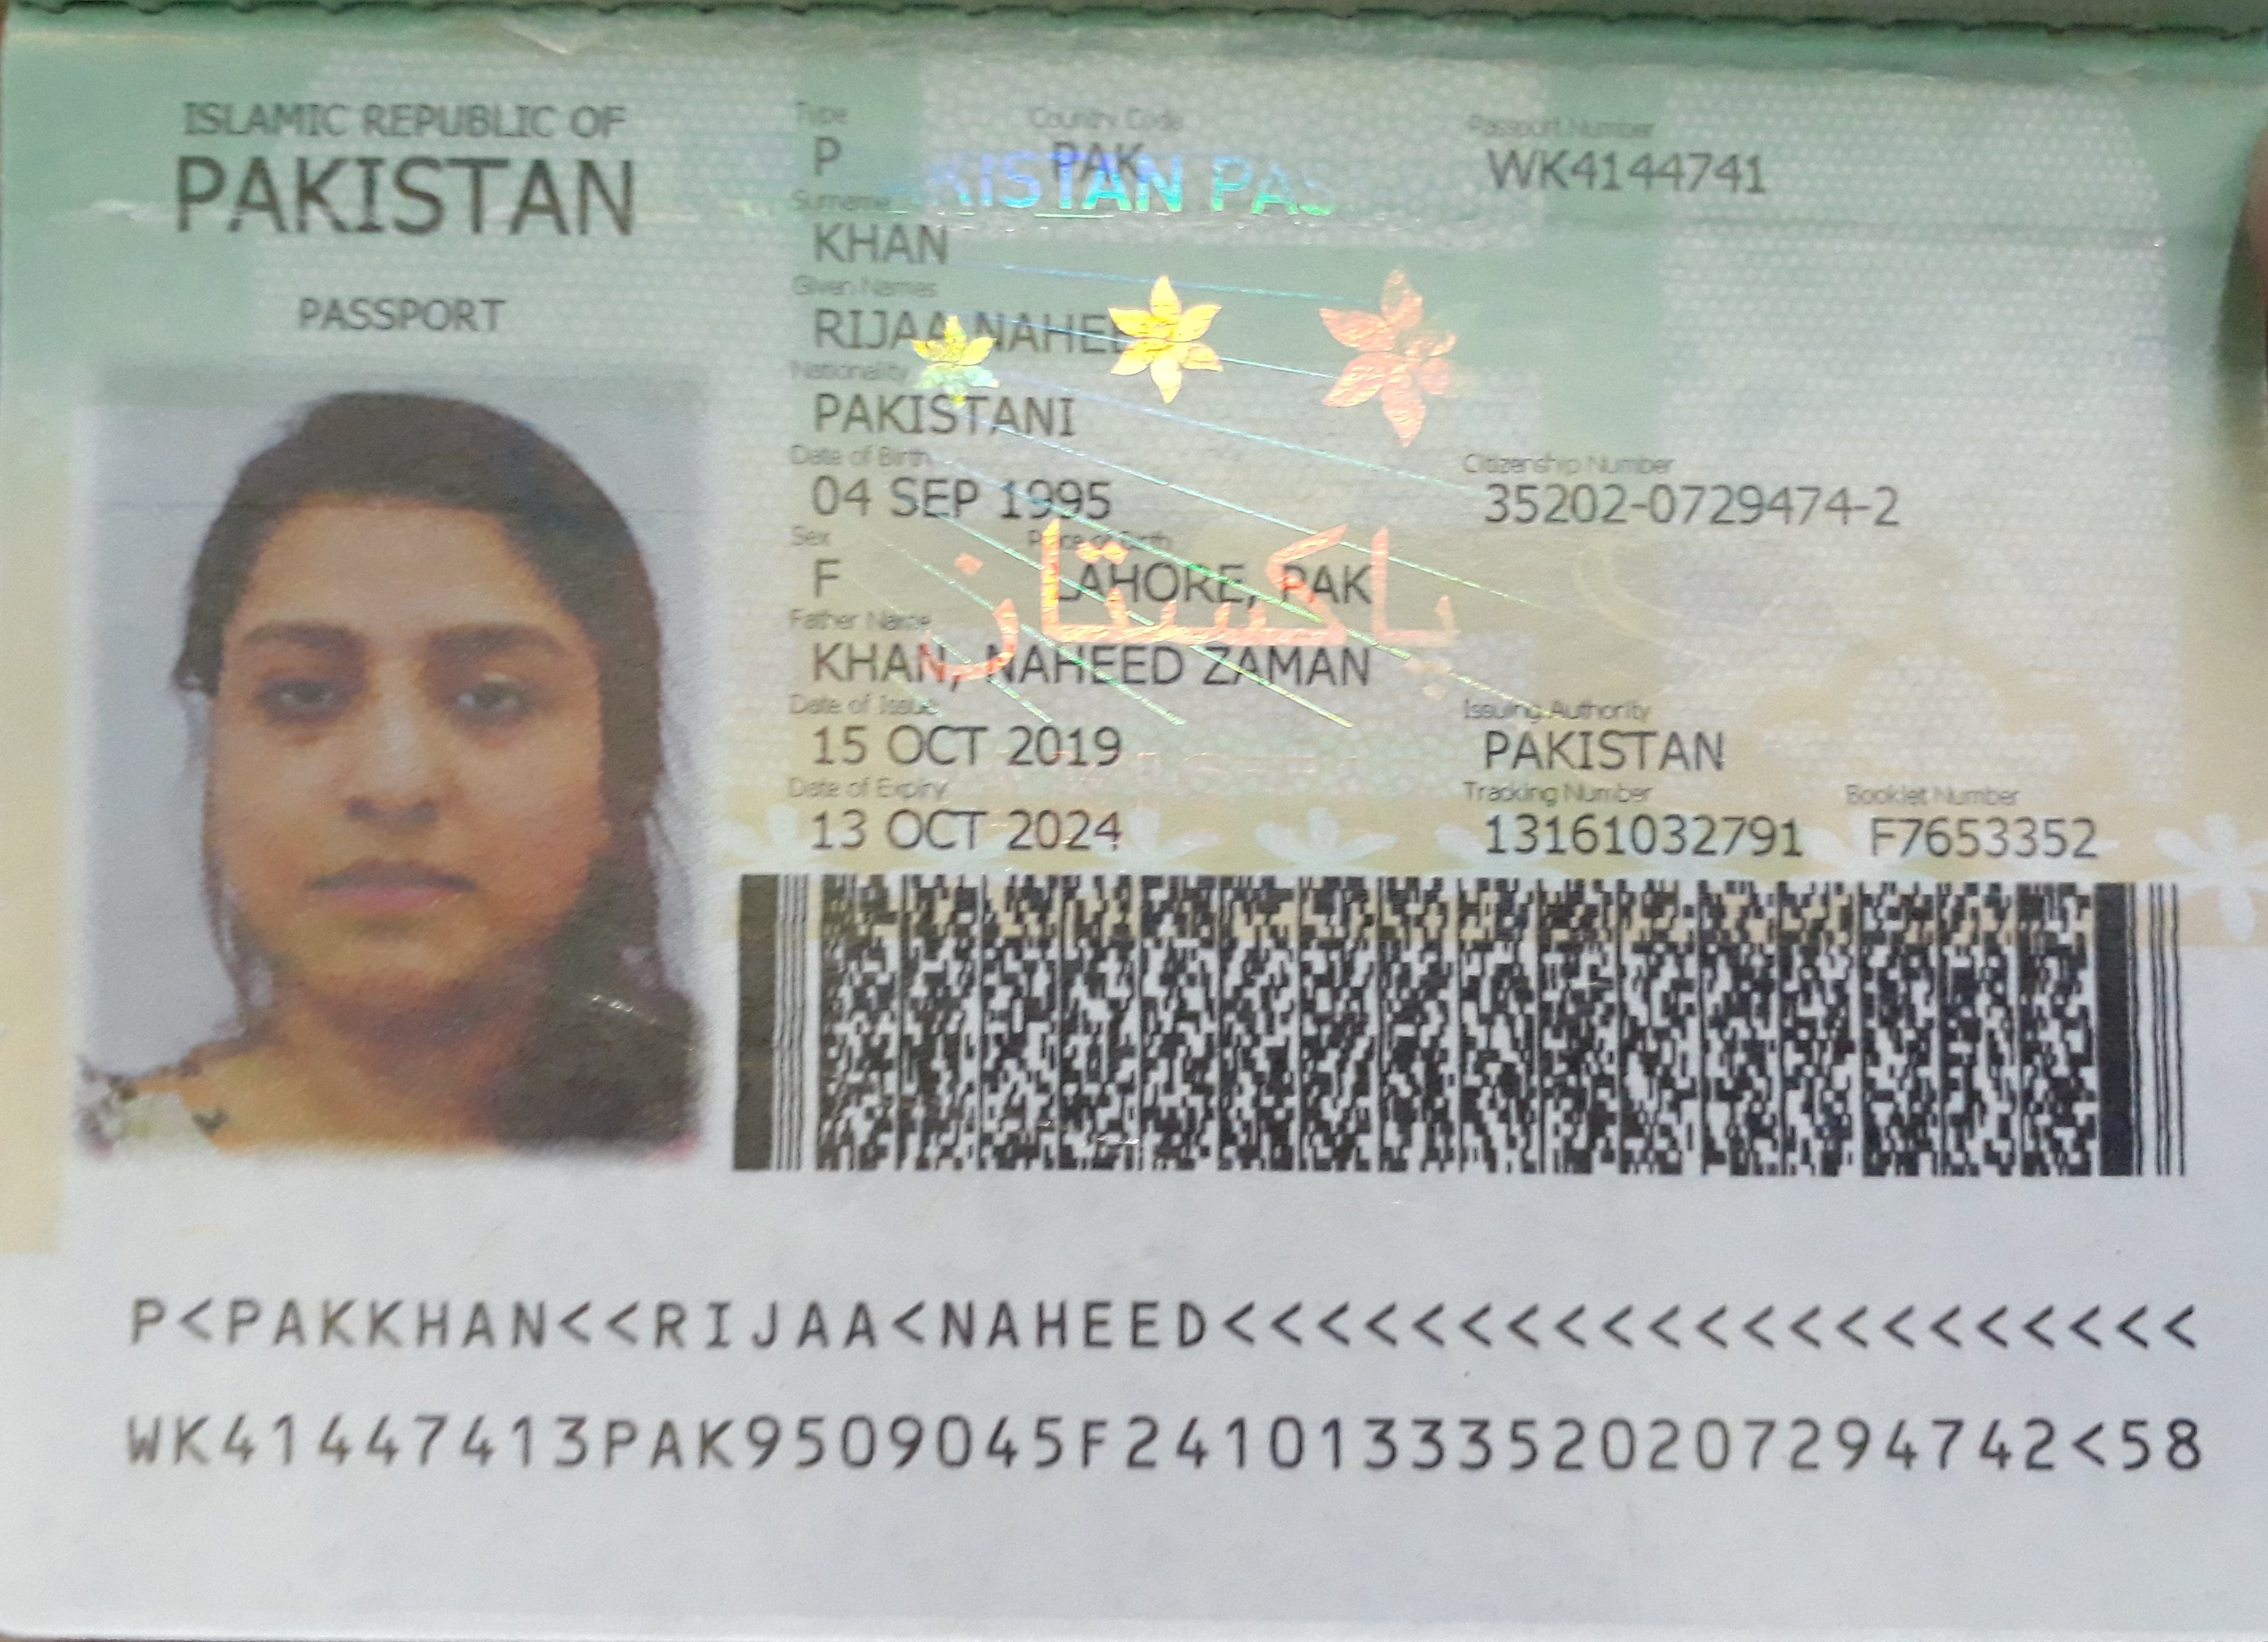 ISLAMIC REPUBLIC OF
PAKISTAN
PASSPORT
Type Country Code Passport Number
P PAK WK4144741
PAKISTAN PAS
Surname
KHAN
Given Names
RIJAA NAHEE
Nationality
PAKISTANI
Date of Birth Citizenship Number
04 SEP 1995 35202-0729474-2
Sex Place of Birth
F LAHORE, PAK
پاکستان
Father Name
KHAN, NAHEED ZAMAN
Date of Issue Issuing Authority
15 OCT 2019 PAKISTAN
Date of Expiry Tracking Number Booklet Number
13 OCT 2024 13161032791 F7653352
P<PAKKHAN<<RIJAA<NAHEED<<<<<<<<<<<<<<<<<<<<<
WK41447413PAK9509045F24101333520207294742<58